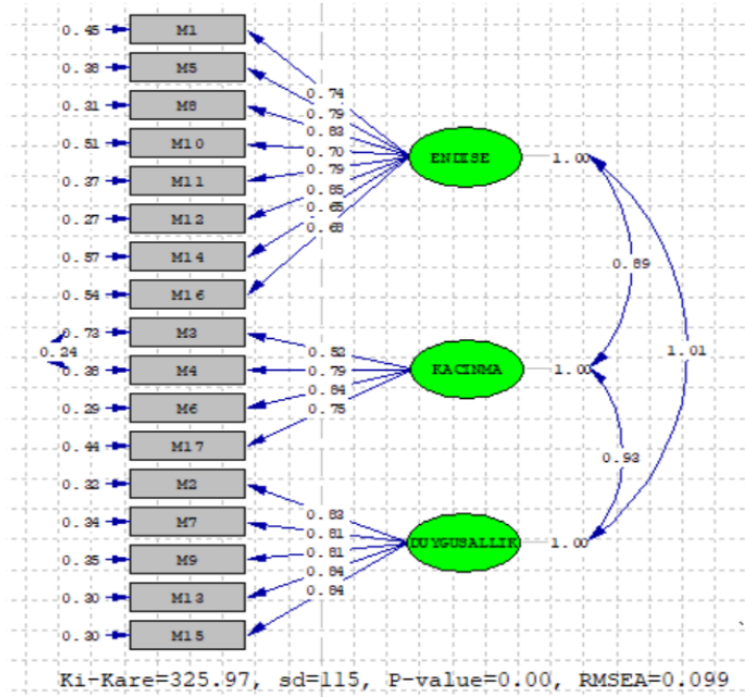 0.45 M1
0.38 M5
0.31 M8
0.51 M10
0.37 M11
0.27 M12
0.57 M14
0.54 M16
0.73 M3
0.38 M4
0.29 M6
0.44 M17
0.32 M2
0.34 M7
0.35 M9
0.30 M13
0.30 M15
0.24
0.74
0.79
0.83
0.70
0.79
0.85
0.65
0.68
0.52
0.79
0.84
0.75
0.83
0.81
0.81
0.84
0.84
ENDISE 1.00
KACINMA 1.00
DUYGUSALLIK 1.00
0.89
1.01
0.93
Ki-Kare=325.97, sd=115, P-value=0.00, RMSEA=0.099